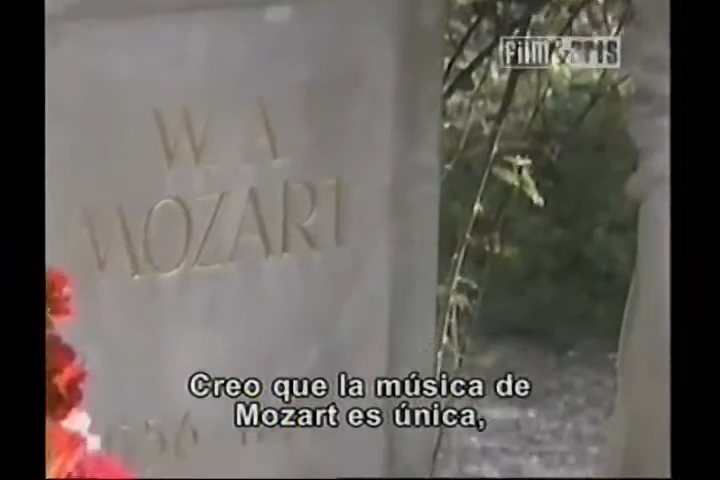 film&arts
W. A.
MOZART
Creo que la música de
Mozart es única,